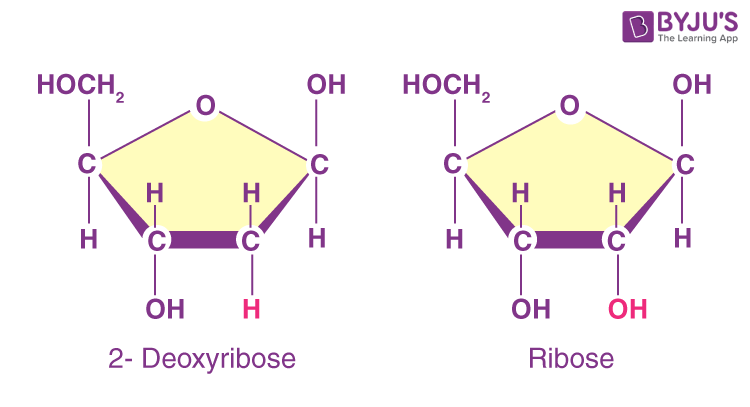 BYJU'S
The Learning App
HOCH2 OH HOCH2 OH
O O
C C C C
H H H H
H H H H
C C C C
OH H OH OH
2- Deoxyribose Ribose